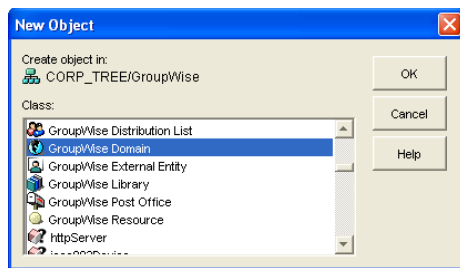 New Object
Create object in:
CORP_TREE/GroupWise
Class:
GroupWise Distribution List
GroupWise Domain
GroupWise External Entity
GroupWise Library
GroupWise Post Office
GroupWise Resource
httpServer
OK
Cancel
Help